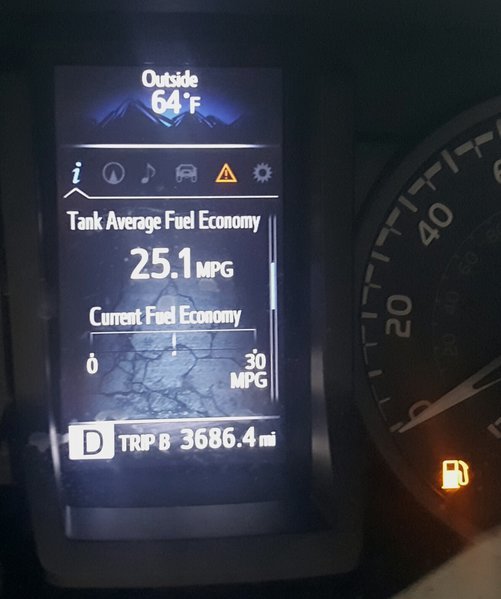 Outside
64°F
i
Tank Average Fuel Economy
25.1 MPG
Current Fuel Economy
0 30
MPG
D TRIP B 3686.4 mi
40
20
0